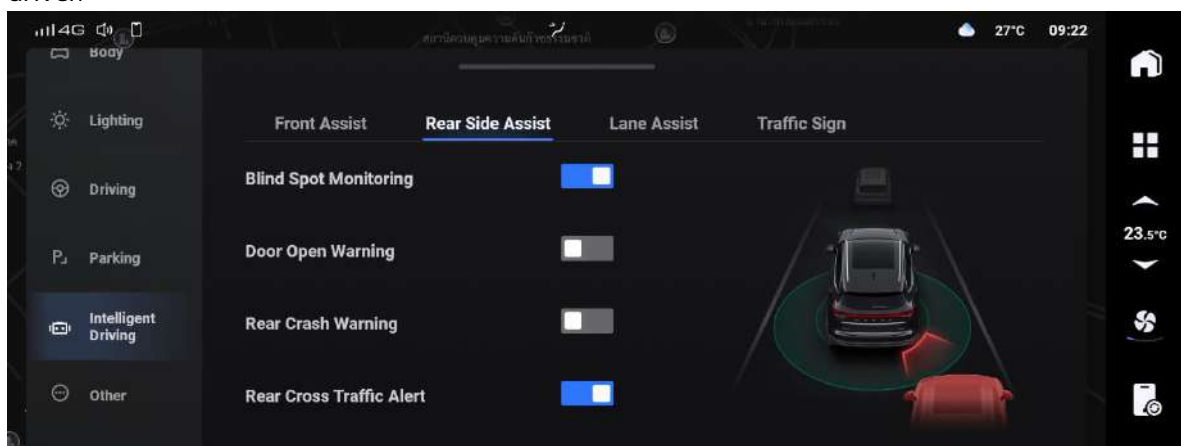 4G
27°C 09:22
Body
Lighting
Driving
Parking
Intelligent
Driving
Other
Front Assist Rear Side Assist Lane Assist Traffic Sign
Blind Spot Monitoring
Door Open Warning
Rear Crash Warning
Rear Cross Traffic Alert
23.5°C